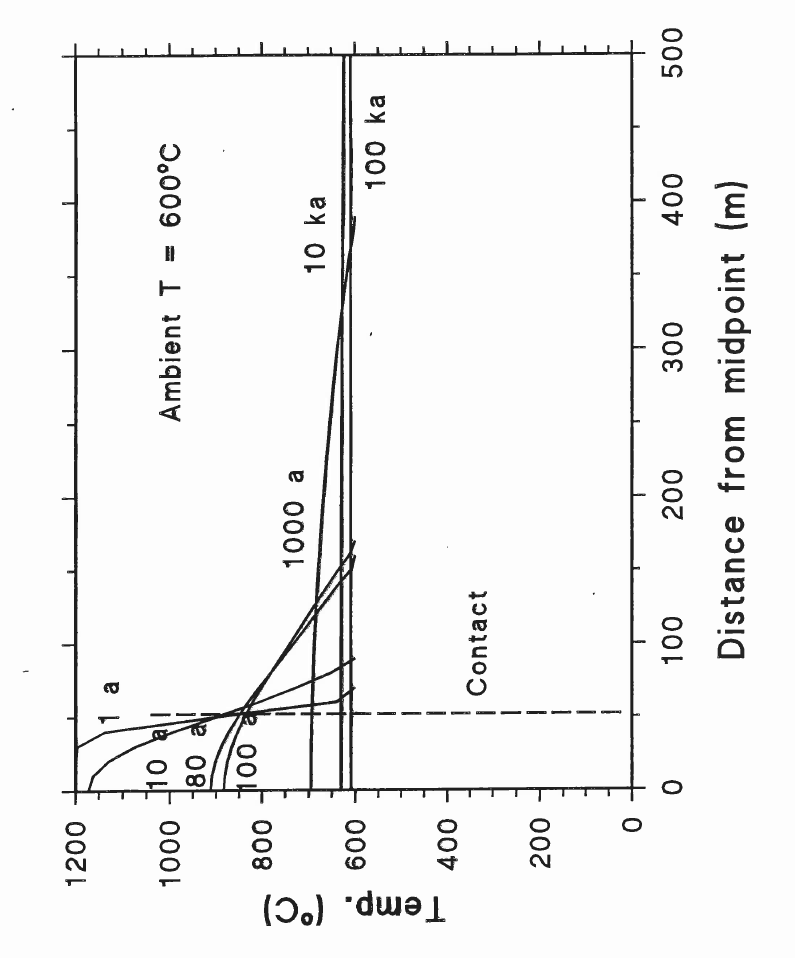 Temp. (°C)
1200
1000
800
600
400
200
0
0
100
200
300
400
500
Distance from midpoint (m)
Ambient T = 600°C
1 a
10 a
80 a
100 a
1000 a
10 ka
100 ka
Contact